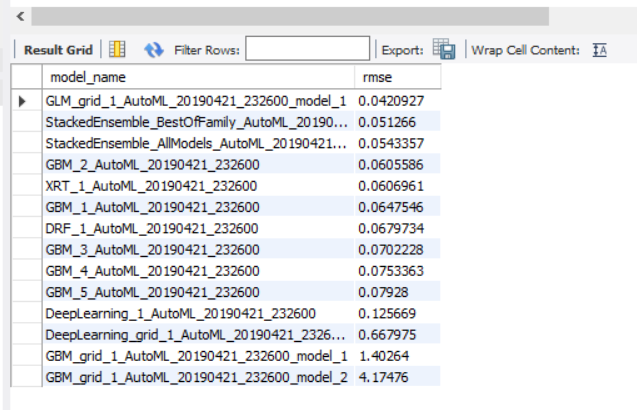 Result Grid Filter Rows: Export: Wrap Cell Content: IA
model_name rmse
GLM_grid_1_AutoML_20190421_232600_model_1 0.0420927
StackedEnsemble_BestOfFamily_AutoML_20190... 0.051266
StackedEnsemble_AllModels_AutoML_20190421... 0.0543357
GBM_2_AutoML_20190421_232600 0.0605586
XRT_1_AutoML_20190421_232600 0.0606961
GBM_1_AutoML_20190421_232600 0.0647546
DRF_1_AutoML_20190421_232600 0.0679734
GBM_3_AutoML_20190421_232600 0.0702228
GBM_4_AutoML_20190421_232600 0.0753363
GBM_5_AutoML_20190421_232600 0.07928
DeepLearning_1_AutoML_20190421_232600 0.125669
DeepLearning_grid_1_AutoML_20190421_2326... 0.667975
GBM_grid_1_AutoML_20190421_232600_model_1 1.40264
GBM_grid_1_AutoML_20190421_232600_model_2 4.17476